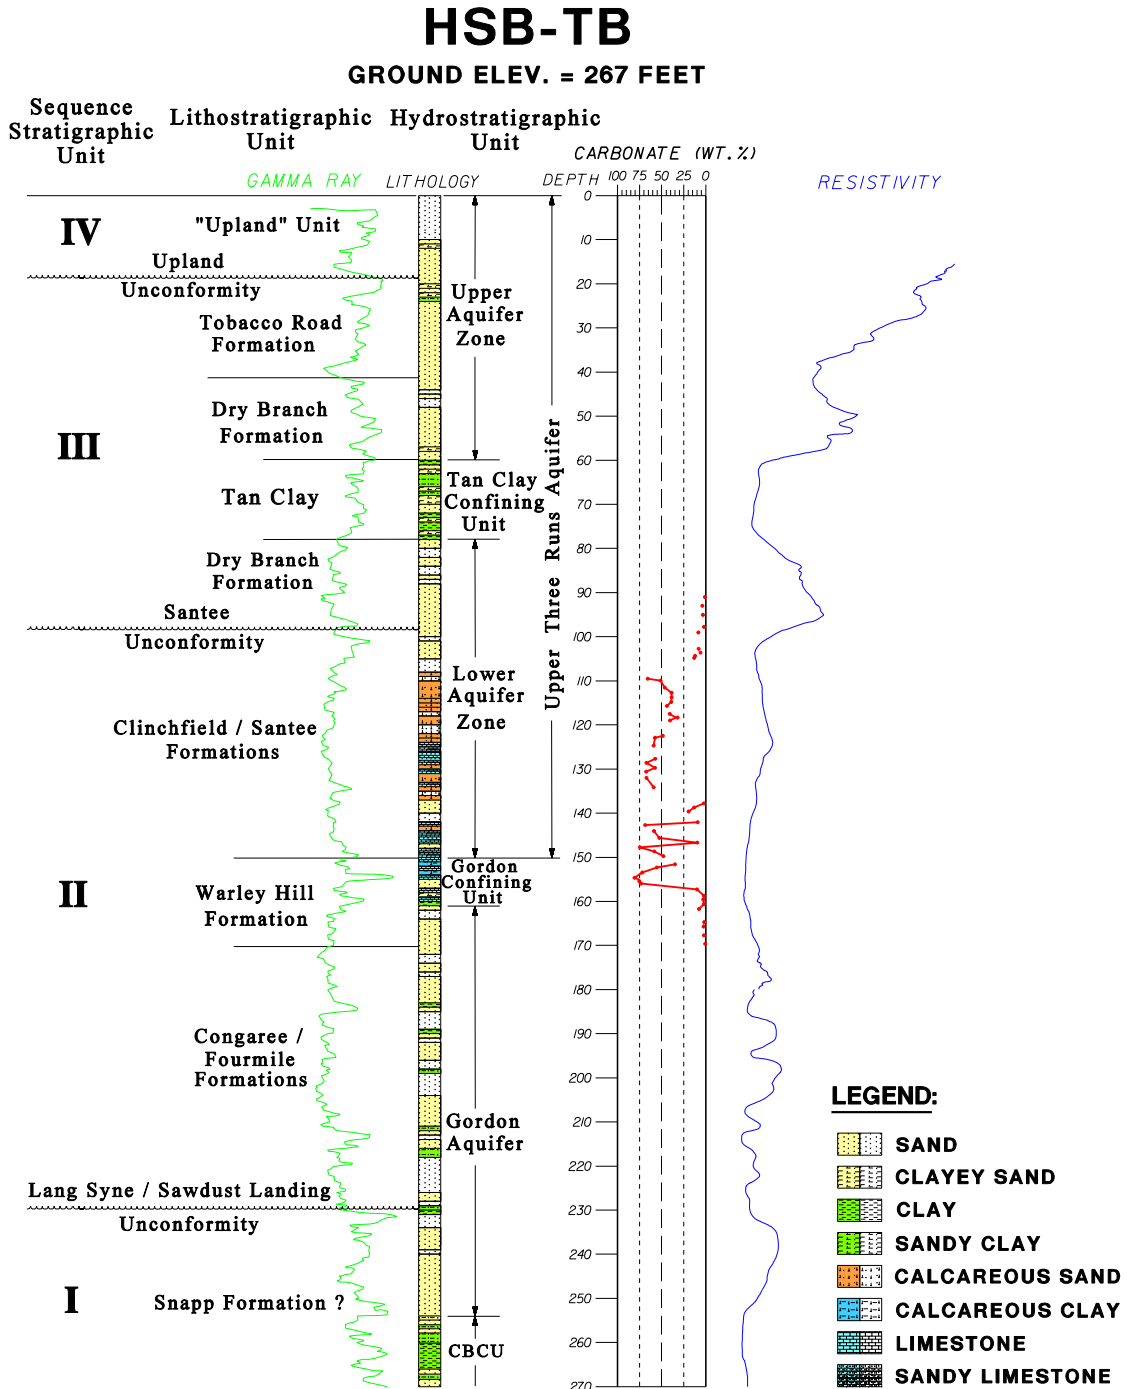 HSB-TB
GROUND ELEV. = 267 FEET
Sequence
Stratigraphic
Unit
Lithostratigraphic
Unit
Hydrostratigraphic
Unit
CARBONATE (WT.%)
GAMMA RAY
LITHOLOGY
DEPTH
100 75 50 25 0
RESISTIVITY
0
10
20
30
40
50
60
70
80
90
100
110
120
130
140
150
160
170
180
190
200
210
220
230
240
250
260
270
IV
III
II
I
"Upland" Unit
Upland
Unconformity
Tobacco Road
Formation
Dry Branch
Formation
Tan Clay
Dry Branch
Formation
Santee
Unconformity
Clinchfield / Santee
Formations
Warley Hill
Formation
Congaree /
Fourmile
Formations
Lang Syne / Sawdust Landing
Unconformity
Snapp Formation ?
Upper
Aquifer
Zone
Tan Clay
Confining
Unit
Lower
Aquifer
Zone
Gordon
Confining
Unit
Gordon
Aquifer
CBCU
Upper Three Runs Aquifer
LEGEND:
SAND
CLAYEY SAND
CLAY
SANDY CLAY
CALCAREOUS SAND
CALCAREOUS CLAY
LIMESTONE
SANDY LIMESTONE